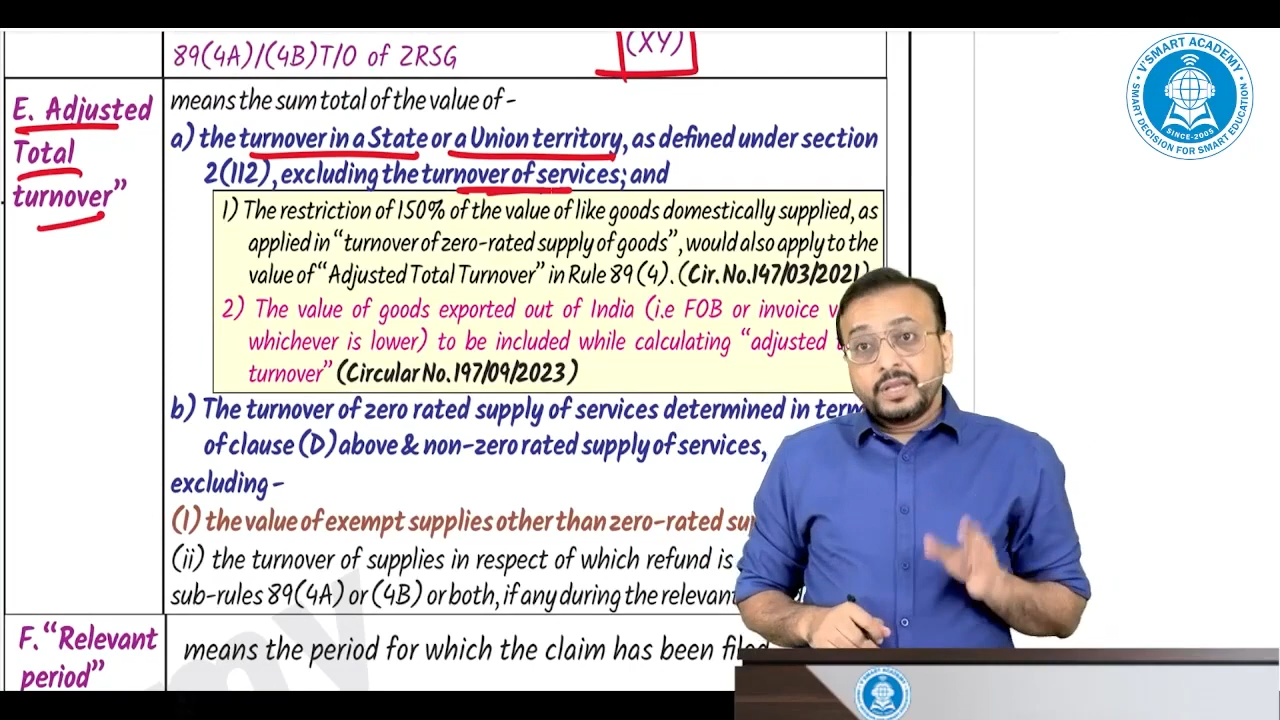 89(4A)/(4B)T/O of ZRSG
(XY)
V'SMART ACADEMY
SMART DECISION FOR SMART EDUCATION
SINCE-2005
E. Adjusted
Total
turnover”
means the sum total of the value of -
a) the turnover in a State or a Union territory, as defined under section
2(112), excluding the turnover of services; and
1) The restriction of 150% of the value of like goods domestically supplied, as
applied in “turnover of zero-rated supply of goods”, would also apply to the
value of “Adjusted Total Turnover” in Rule 89 (4). (Cir. No.147/03/2021)
2) The value of goods exported out of India (i.e FOB or invoice
whichever is lower) to be included while calculating “adjusted
turnover” (Circular No. 197/09/2023)
b) The turnover of zero rated supply of services determined in
of clause (D) above & non-zero rated supply of services,
excluding -
(I) the value of exempt supplies other than zero-rated
(ii) the turnover of supplies in respect of which refund is
sub-rules 89(4A) or (4B) or both, if any during the relevant
F. “Relevant
period”
means the period for which the claim has been filed
my